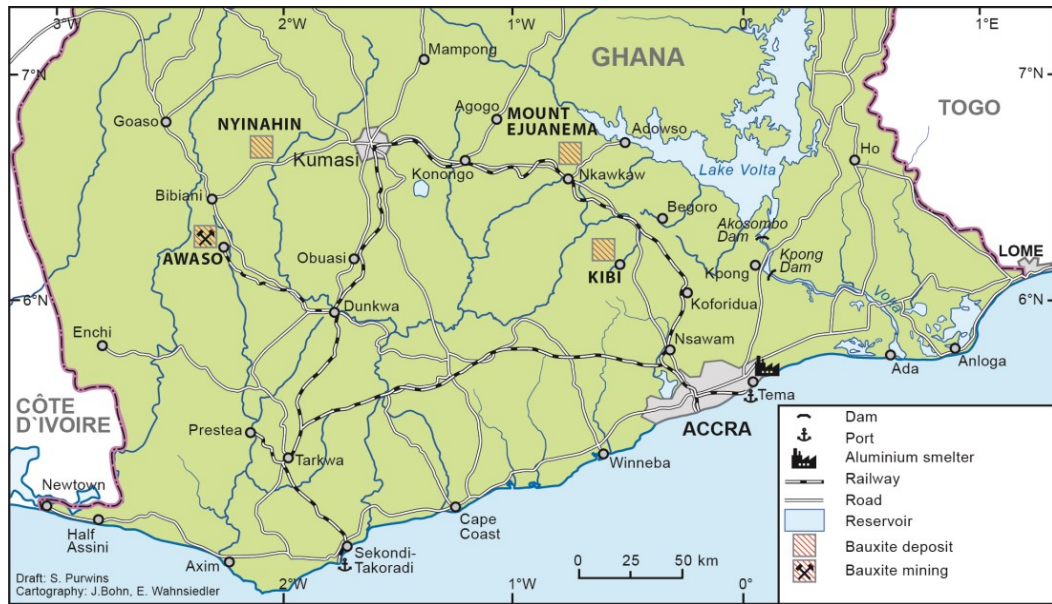 3°W
2°W
1°W
0°
1°E
7°N
7°N
Mampong
GHANA
TOGO
Agogo
MOUNT
EJUANEMA
Goaso
NYINAHIN
Adowso
Ho
Kumasi
Lake Volta
Konongo
Nkawkaw
Bibiani
Begoro
Akosombo
Dam
LOME
AWASO
Obuasi
KIBI
Kpong
Kpong
Dam
6°N
6°N
Dunkwa
Koforidua
Volta
Enchi
Nsawam
Ada
Anloga
CÔTE
D`IVOIRE
Tema
Prestea
ACCRA
Tarkwa
Winneba
Newtown
Half
Assini
Cape
Coast
Sekondi-
Takoradi
Axim
0 25 50 km
Draft: S. Purwins
Cartography: J.Bohn, E. Wahnsiedler
2°W
1°W
0°
Dam
Port
Aluminium smelter
Railway
Road
Reservoir
Bauxite deposit
Bauxite mining